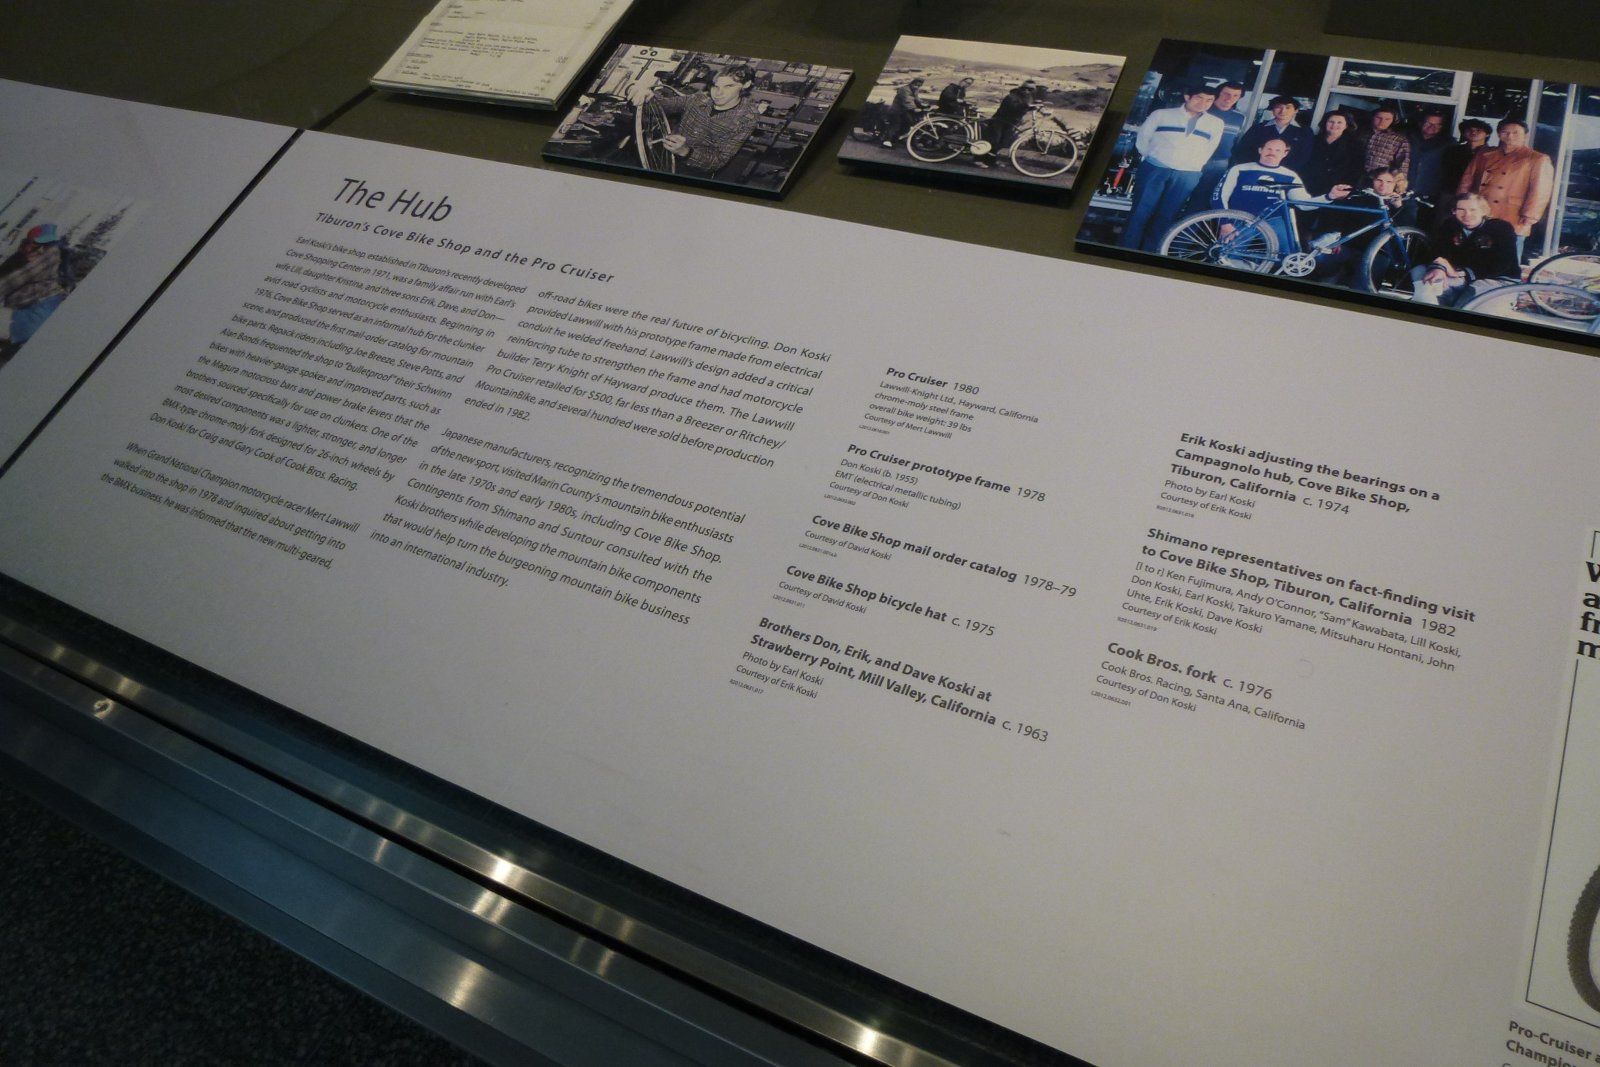 The Hub
Tiburon's Cove Bike Shop and the Pro Cruiser
Earl Koski's bike shop, established in Tiburon's recently developed
Cove Shopping Center in 1971, was a family affair run with Earl's
wife Lill, daughter Kristina, and three sons Erik, Dave, and Don—
avid road cyclists and motorcycle enthusiasts. Beginning in
1976, Cove Bike Shop served as an informal hub for the clunker
scene, and produced the first mail-order catalog for mountain
bike parts. Repack riders including Joe Breeze, Steve Potts, and
Alan Bonds frequented the shop to "bulletproof" their Schwinn
bikes with heavier-gauge spokes and improved parts, such as
the Magura motocross bars and power brake levers that the
brothers sourced specifically for use on clunkers. One of the
most desired components was a lighter, stronger, and longer
BMX-type chrome-moly fork designed for 26-inch wheels by
Don Koski for Craig and Gary Cook of Cook Bros. Racing.
When Grand National Champion motorcycle racer Mert Lawwill
walked into the shop in 1978 and inquired about getting into
the BMX business, he was informed that the new multi-geared,
off-road bikes were the real future of bicycling. Don Koski
provided Lawwill with his prototype frame made from electrical
conduit he welded freehand. Lawwill's design added a critical
reinforcing tube to strengthen the frame and had motorcycle
builder Terry Knight of Hayward produce them. The Lawwill
Pro Cruiser retailed for $500, far less than a Breezer or Ritchey/
MountainBike, and several hundred were sold before production
ended in 1982.
Japanese manufacturers, recognizing the tremendous potential
of the new sport, visited Marin County's mountain bike enthusiasts
in the late 1970s and early 1980s, including Cove Bike Shop.
Contingents from Shimano and Suntour consulted with the
Koski brothers while developing the mountain bike components
that would help turn the burgeoning mountain bike business
into an international industry.
Pro Cruiser 1980
Lawwill-Knight Ltd., Hayward, California
chrome-moly steel frame
overall bike weight: 39 lbs
Courtesy of Mert Lawwill
Pro Cruiser prototype frame 1978
Don Koski (b. 1955)
EMT (electrical metallic tubing)
Courtesy of Don Koski
Cove Bike Shop mail order catalog 1978–79
Courtesy of David Koski
Cove Bike Shop bicycle hat c. 1975
Courtesy of David Koski
Brothers Don, Erik, and Dave Koski at
Strawberry Point, Mill Valley, California c. 1963
Photo by Earl Koski
Courtesy of Erik Koski
Erik Koski adjusting the bearings on a
Campagnolo hub, Cove Bike Shop,
Tiburon, California c. 1974
Photo by Earl Koski
Courtesy of Erik Koski
Shimano representatives on fact-finding visit
to Cove Bike Shop, Tiburon, California 1982
[l to r] Ken Fujimura, Andy O'Connor, "Sam" Kawabata, Lill Koski,
Don Koski, Earl Koski, Takuro Yamane, Mitsuharu Hontani, John
Uhte, Erik Koski, Dave Koski
Courtesy of Erik Koski
Cook Bros. fork c. 1976
Cook Bros. Racing, Santa Ana, California
Courtesy of Don Koski
Pro-Cruiser